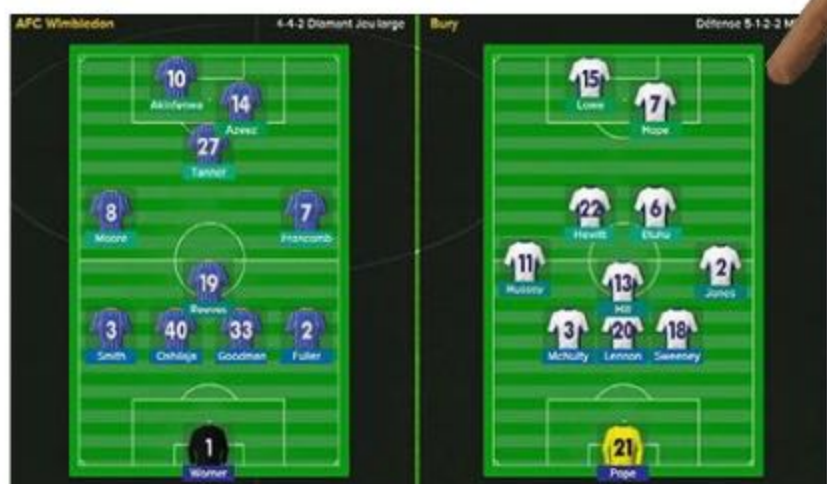 AFC Wimbledon
4-4-2 Diamant Jeu large
10
Akinfenwa
14
Azeez
27
Tanner
8
Moore
7
Francomb
19
Reeves
3
Smith
40
Oshilaja
33
Goodman
2
Fuller
1
Worner
Bury
Défense 5-1-2-2
15
Lowe
7
Hope
22
Hewitt
6
Etuhu
11
Mussey
2
Jones
13
Hill
3
McNulty
20
Lennon
18
Sweeney
21
Pope